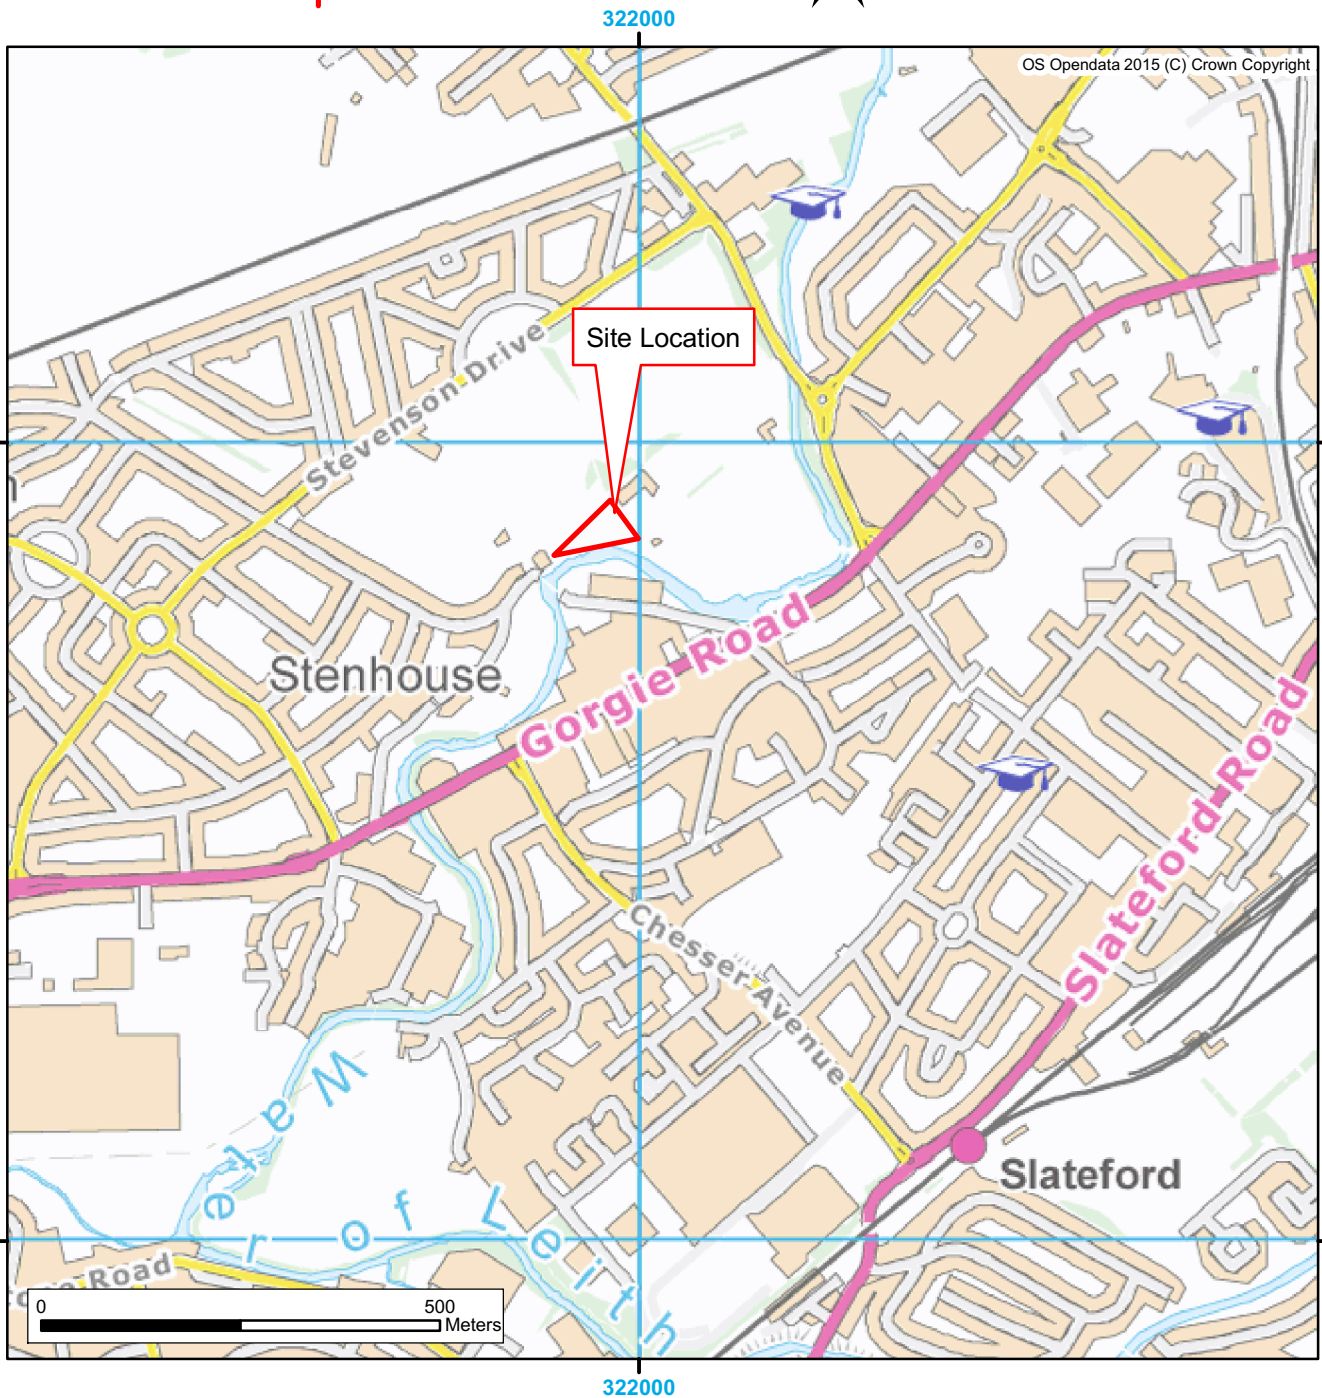 322000
OS Opendata 2015 (C) Crown Copyright
Site Location
Stevenson Drive
Stenhouse
Gorgie Road
Slateford Road
Chesser Avenue
Water of Leith
Slateford
Road
0 500
Meters
322000